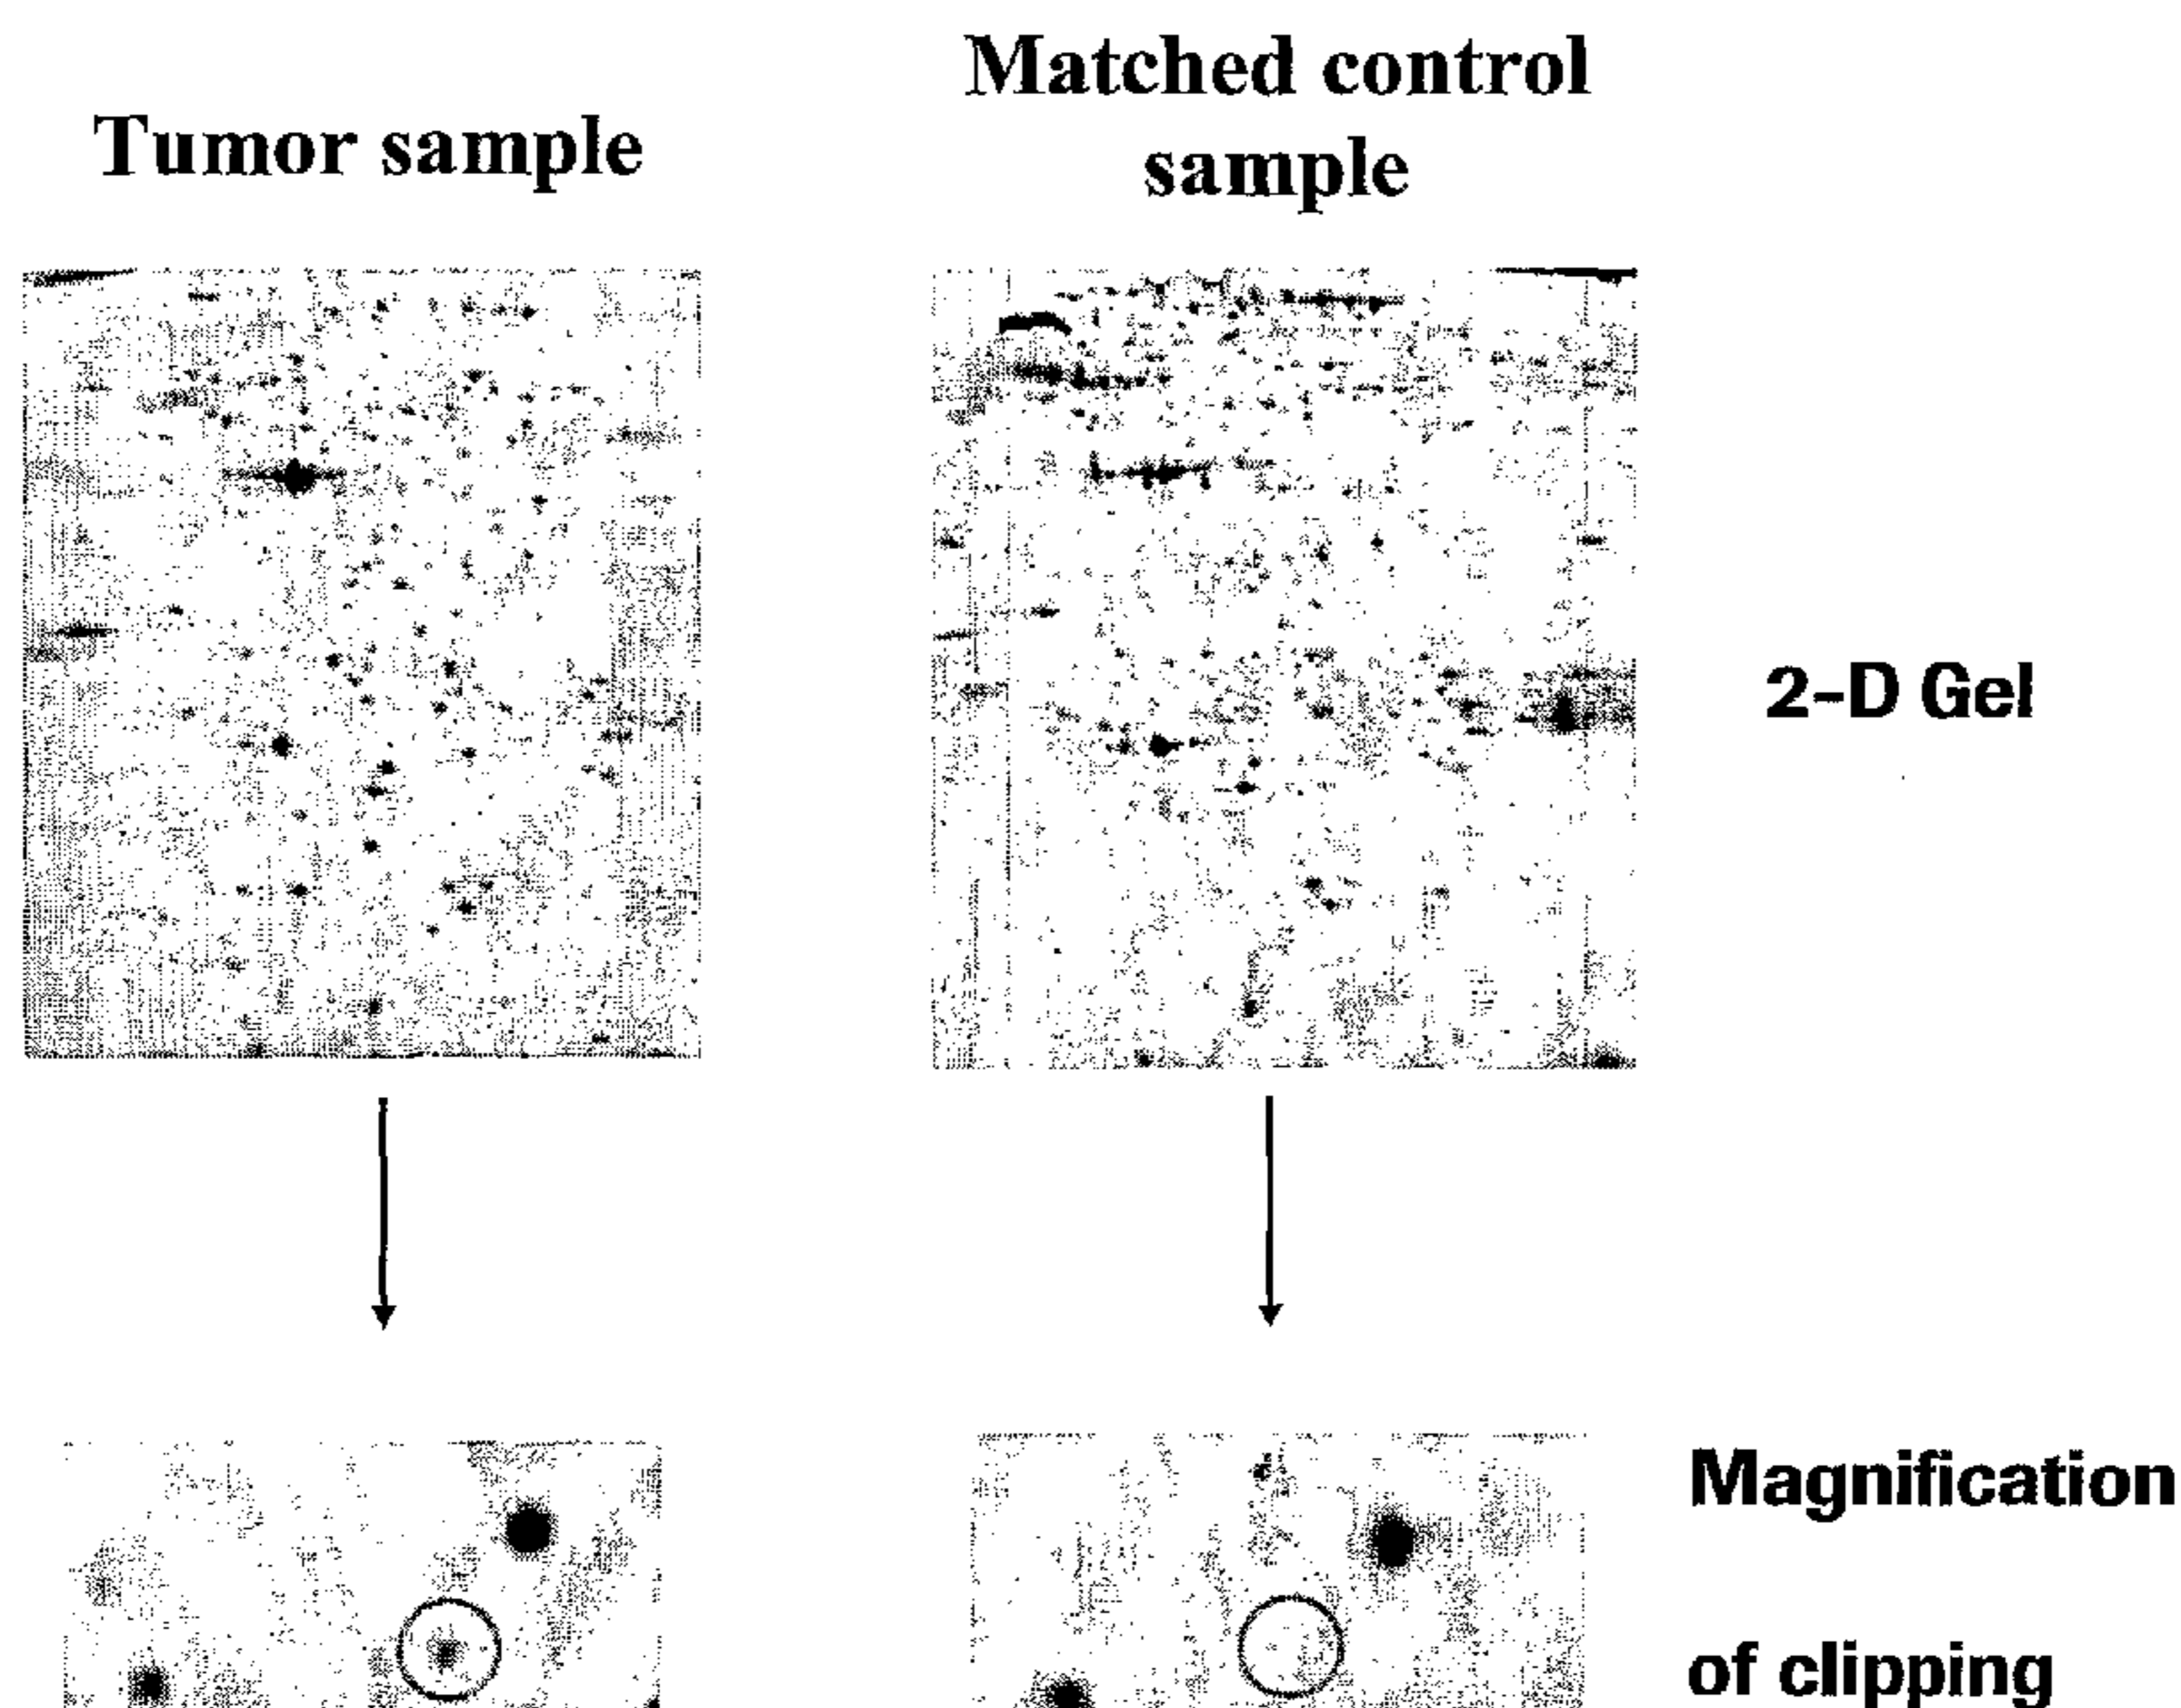 Tumor sample
Matched control
sample
2-D Gel
Magnification
of clipping